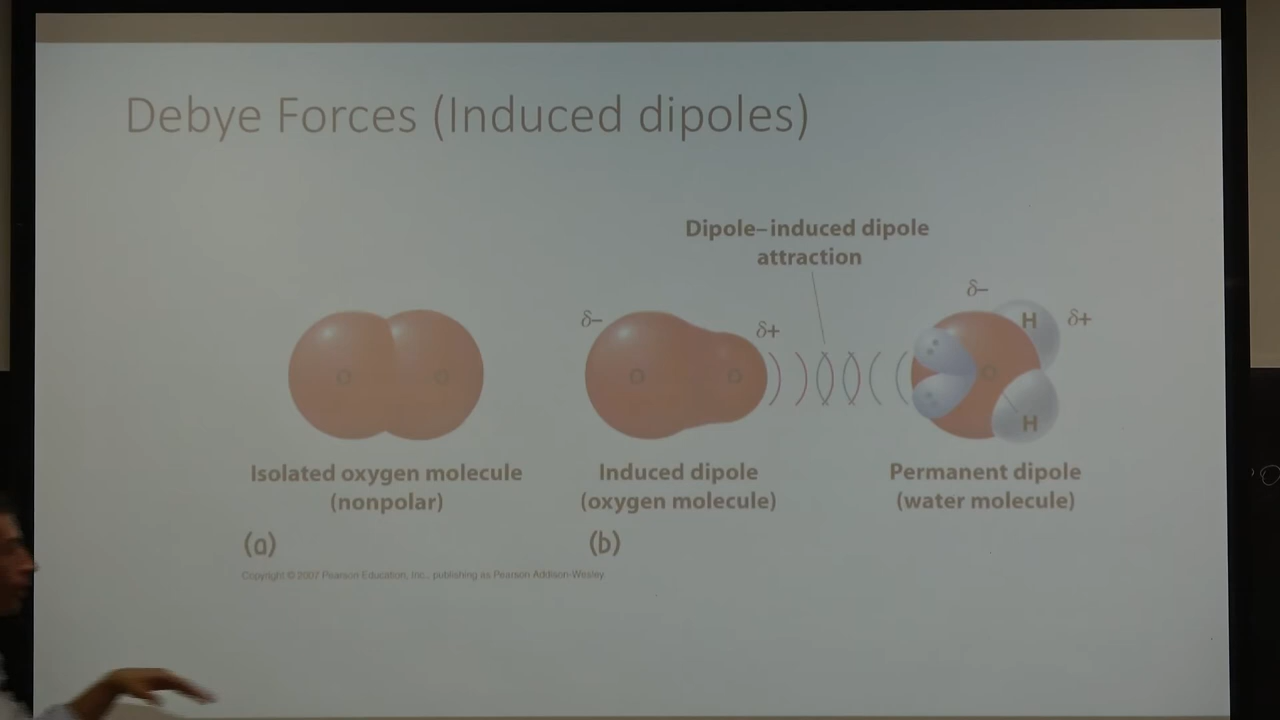 Debye Forces (Induced dipoles)
Dipole–induced dipole
attraction
δ–
δ+
δ–
δ+
O
O
O
O
O
H
H
Isolated oxygen molecule
(nonpolar)
Induced dipole
(oxygen molecule)
Permanent dipole
(water molecule)
(a)
(b)
Copyright © 2007 Pearson Education, Inc., publishing as Pearson Addison-Wesley.